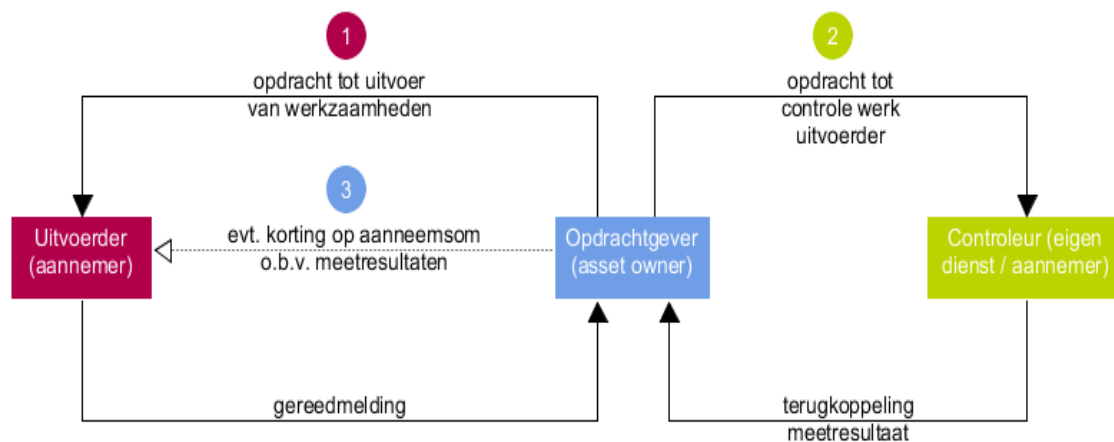 1
opdracht tot uitvoer
van werkzaamheden
2
opdracht tot
controle werk
uitvoerder
3
evt. korting op aanneemsom
o.b.v. meetresultaten
Uitvoerder
(aannemer)
Opdrachtgever
(asset owner)
Controleur (eigen
dienst / aannemer)
gereedmelding
terugkoppeling
meetresultaat